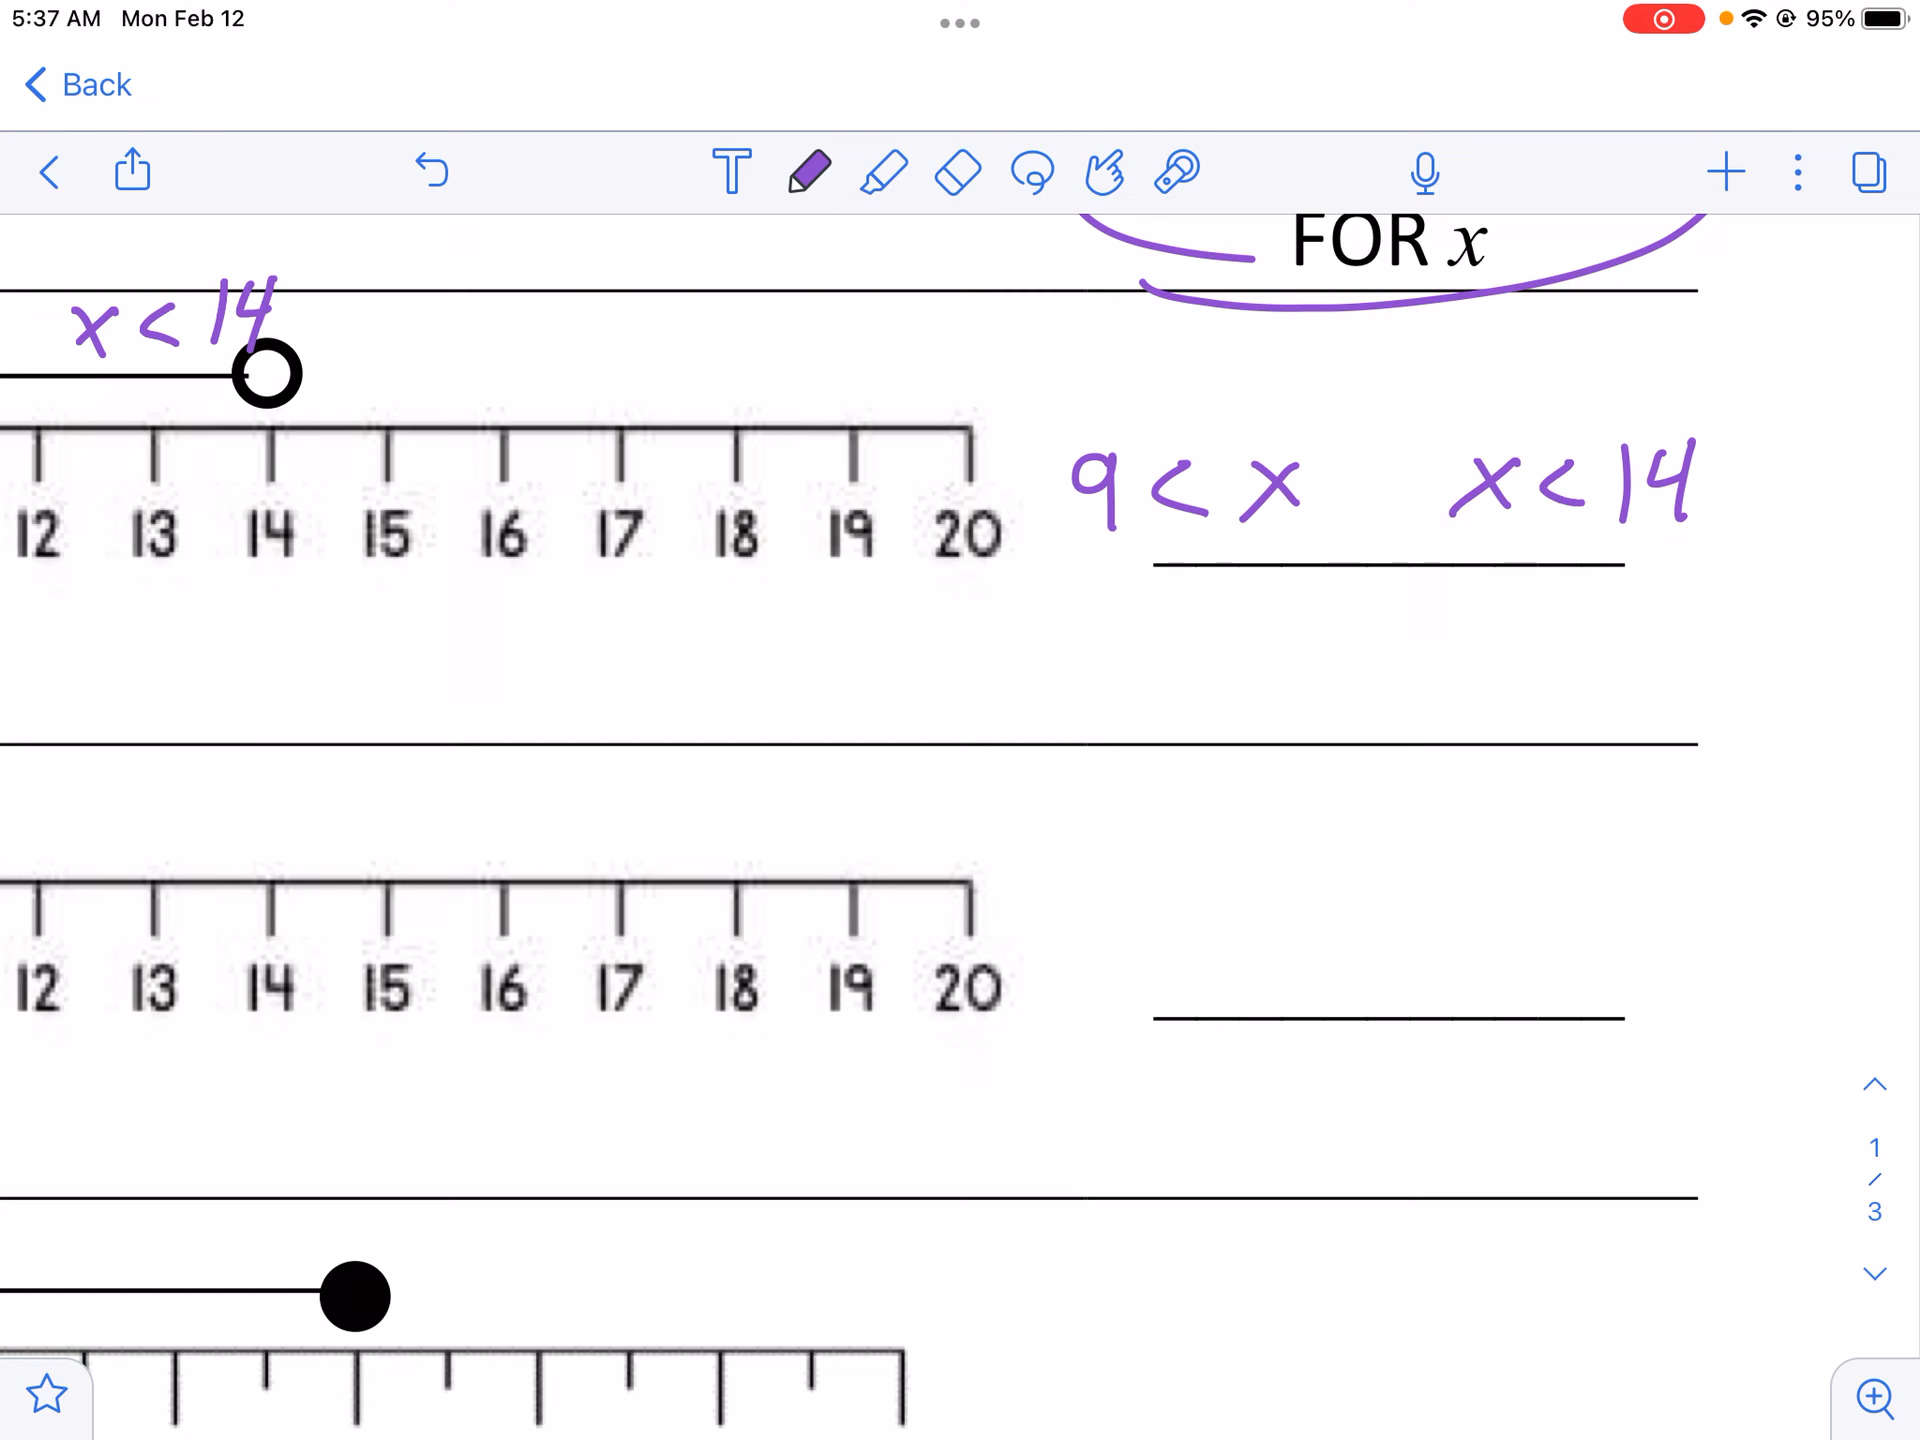 5:37 AM Mon Feb 12 95%
Back
FOR x
x < 14
9 < x x < 14
12 13 14 15 16 17 18 19 20
12 13 14 15 16 17 18 19 20
1
/
3